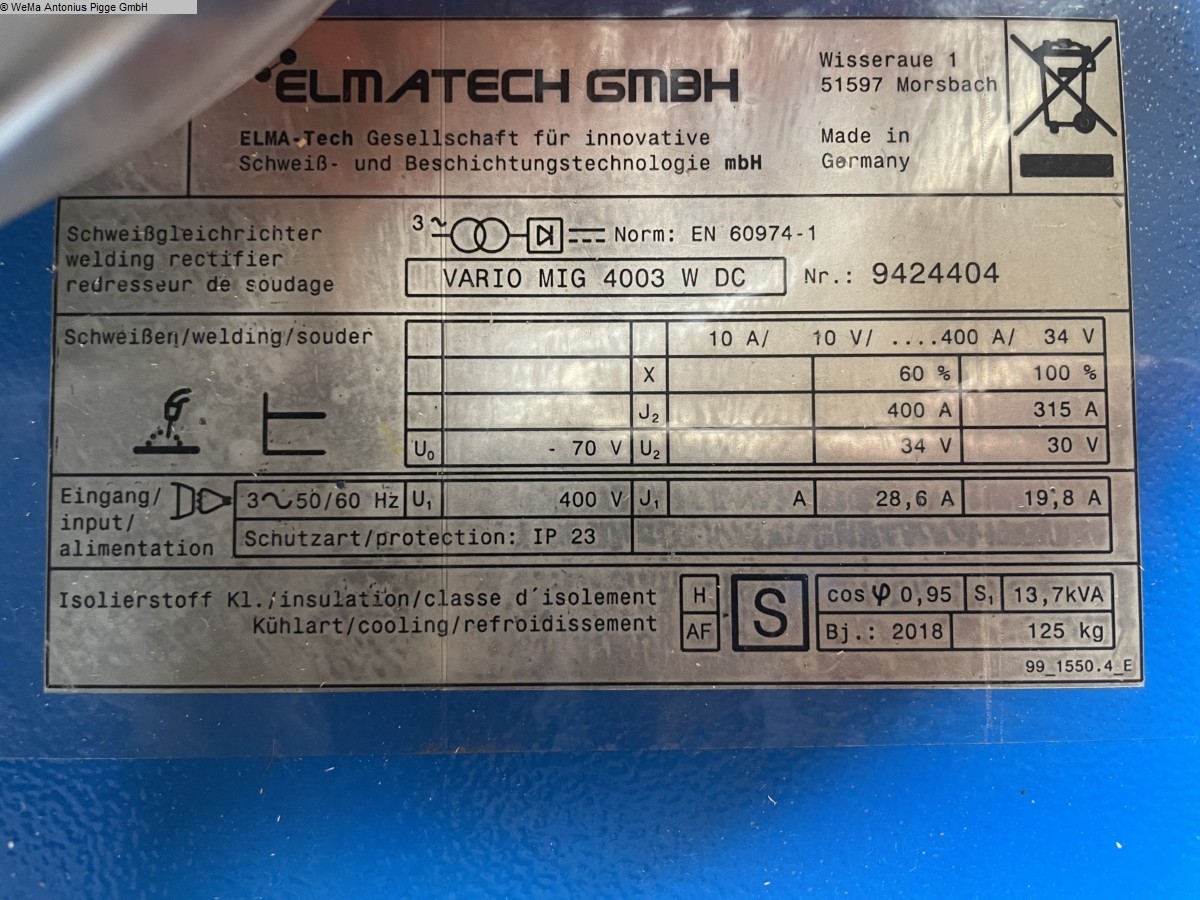 © WeMa Antonius Pigge GmbH
ELMATECH GMBH
Wisseraue 1
51597 Morsbach
ELMA-Tech Gesellschaft für innovative
Schweiß- und Beschichtungstechnologie mbH
Made in
Germany
Schweißgleichrichter
welding rectifier
redresseur de soudage
3~ Norm: EN 60974-1
VARIO MIG 4003 W DC Nr.: 9424404
Schweißen/welding/souder
10 A/ 10 V/ ....400 A/ 34 V
X 60 % 100 %
J₂ 400 A 315 A
U₀ - 70 V U₂ 34 V 30 V
Eingang/
input/
alimentation
3~50/60 Hz U₁ 400 V J₁ A 28,6 A 19,8 A
Schutzart/protection: IP 23
Isolierstoff Kl./insulation/classe d´isolement H
Kühlart/cooling/refroidissement AF
S
cos φ 0,95 S₁ 13,7kVA
Bj.: 2018 125 kg
99_1550.4_E